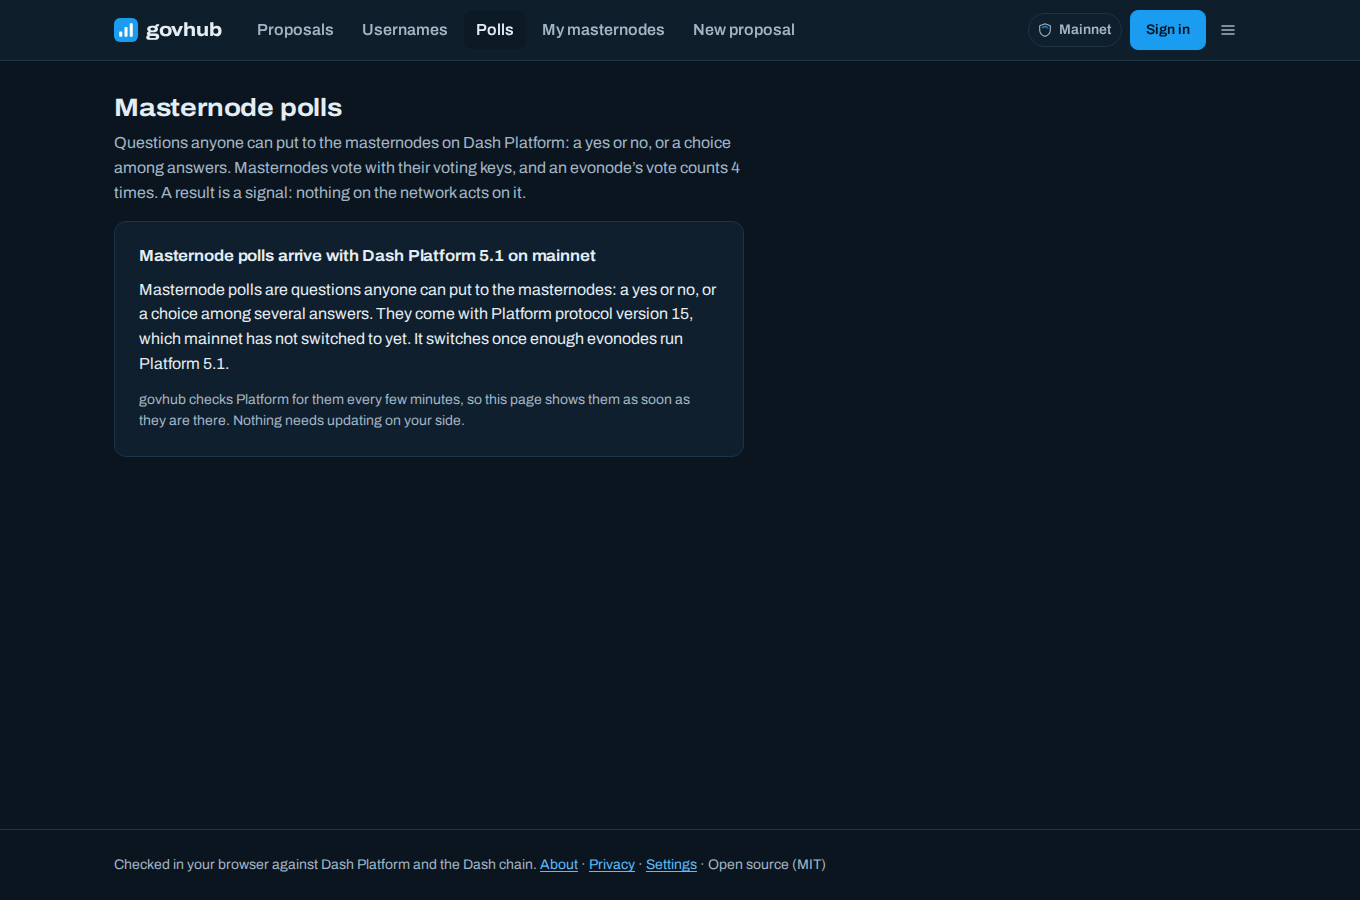 govhub Proposals Usernames Polls My masternodes New proposal Mainnet Sign in
Masternode polls
Questions anyone can put to the masternodes on Dash Platform: a yes or no, or a choice
among answers. Masternodes vote with their voting keys, and an evonode’s vote counts 4
times. A result is a signal: nothing on the network acts on it.
Masternode polls arrive with Dash Platform 5.1 on mainnet
Masternode polls are questions anyone can put to the masternodes: a yes or no, or
a choice among several answers. They come with Platform protocol version 15,
which mainnet has not switched to yet. It switches once enough evonodes run
Platform 5.1.
govhub checks Platform for them every few minutes, so this page shows them as soon as
they are there. Nothing needs updating on your side.
Checked in your browser against Dash Platform and the Dash chain. About · Privacy · Settings · Open source (MIT)